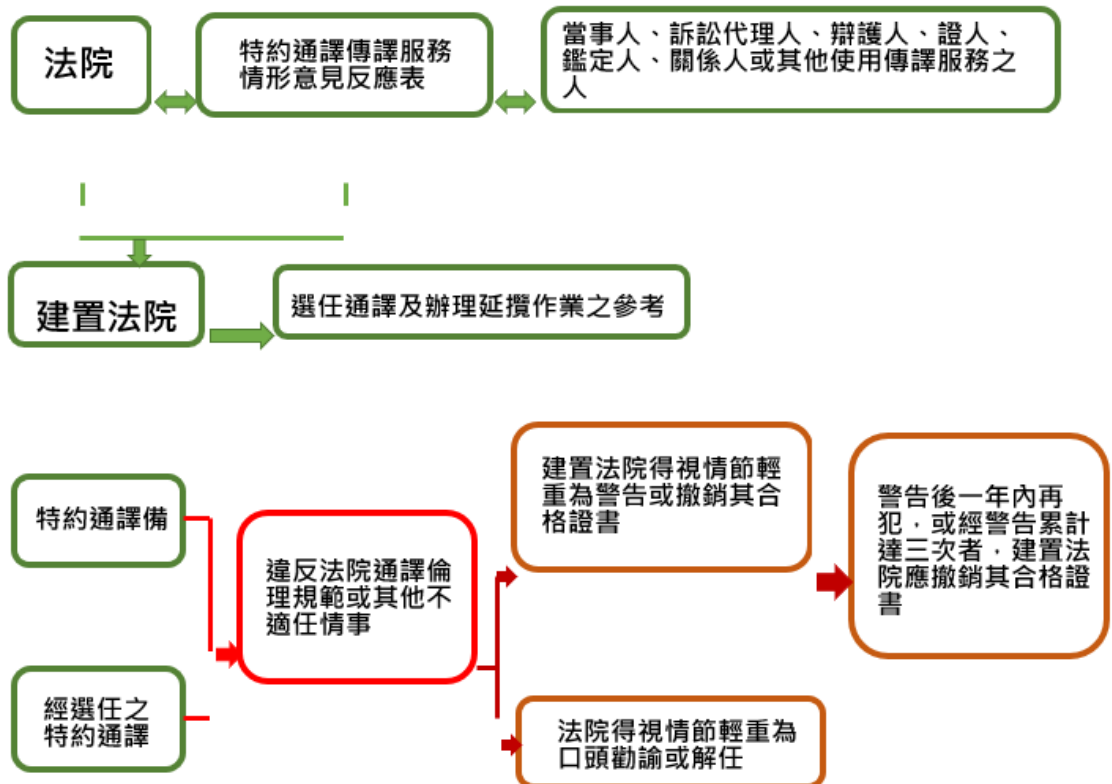 法院
特約通譯傳譯服務
情形意見反應表
當事人、訴訟代理人、辯護人、證人、
鑑定人、關係人或其他使用傳譯服務之
人
建置法院
選任通譯及辦理延攬作業之參考
特約通譯備
經選任之
特約通譯
違反法院通譯倫
理規範或其他不
適任情事
建置法院得視情節輕
重為警告或撤銷其合
格證書
法院得視情節輕重為
口頭勸諭或解任
警告後一年內再
犯，或經警告累計
達三次者，建置法
院應撤銷其合格證
書